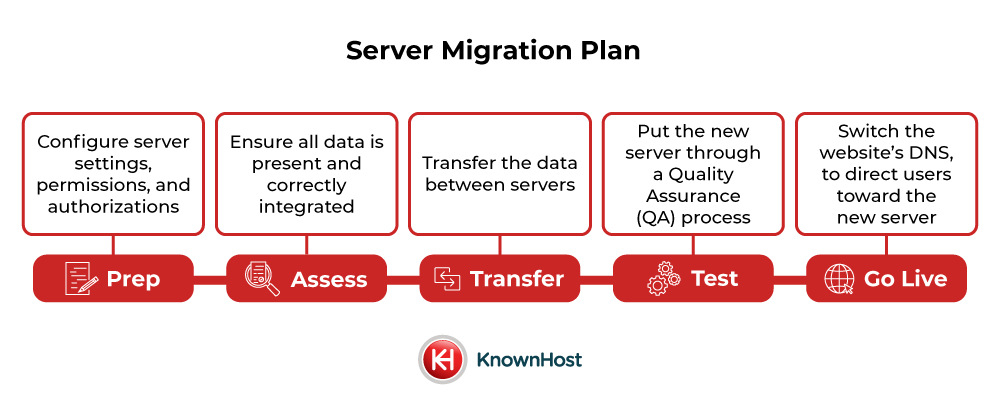 Server Migration Plan
Configure server
settings,
permissions, and
authorizations
Ensure all data is
present and
correctly
integrated
Transfer the data
between servers
Put the new
server through
a Quality
Assurance
(QA) process
Switch the
website’s DNS,
to direct users
toward the
new server
Prep
Assess
Transfer
Test
Go Live
KH KnownHost